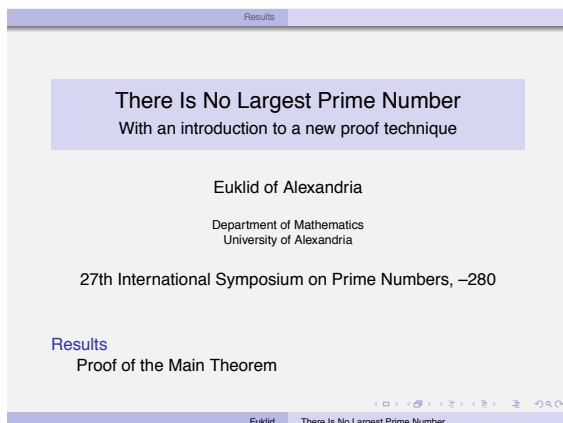 Results
There Is No Largest Prime Number
With an introduction to a new proof technique
Euklid of Alexandria
Department of Mathematics
University of Alexandria
27th International Symposium on Prime Numbers, –280
Results
Proof of the Main Theorem
Euklid There Is No Largest Prime Number